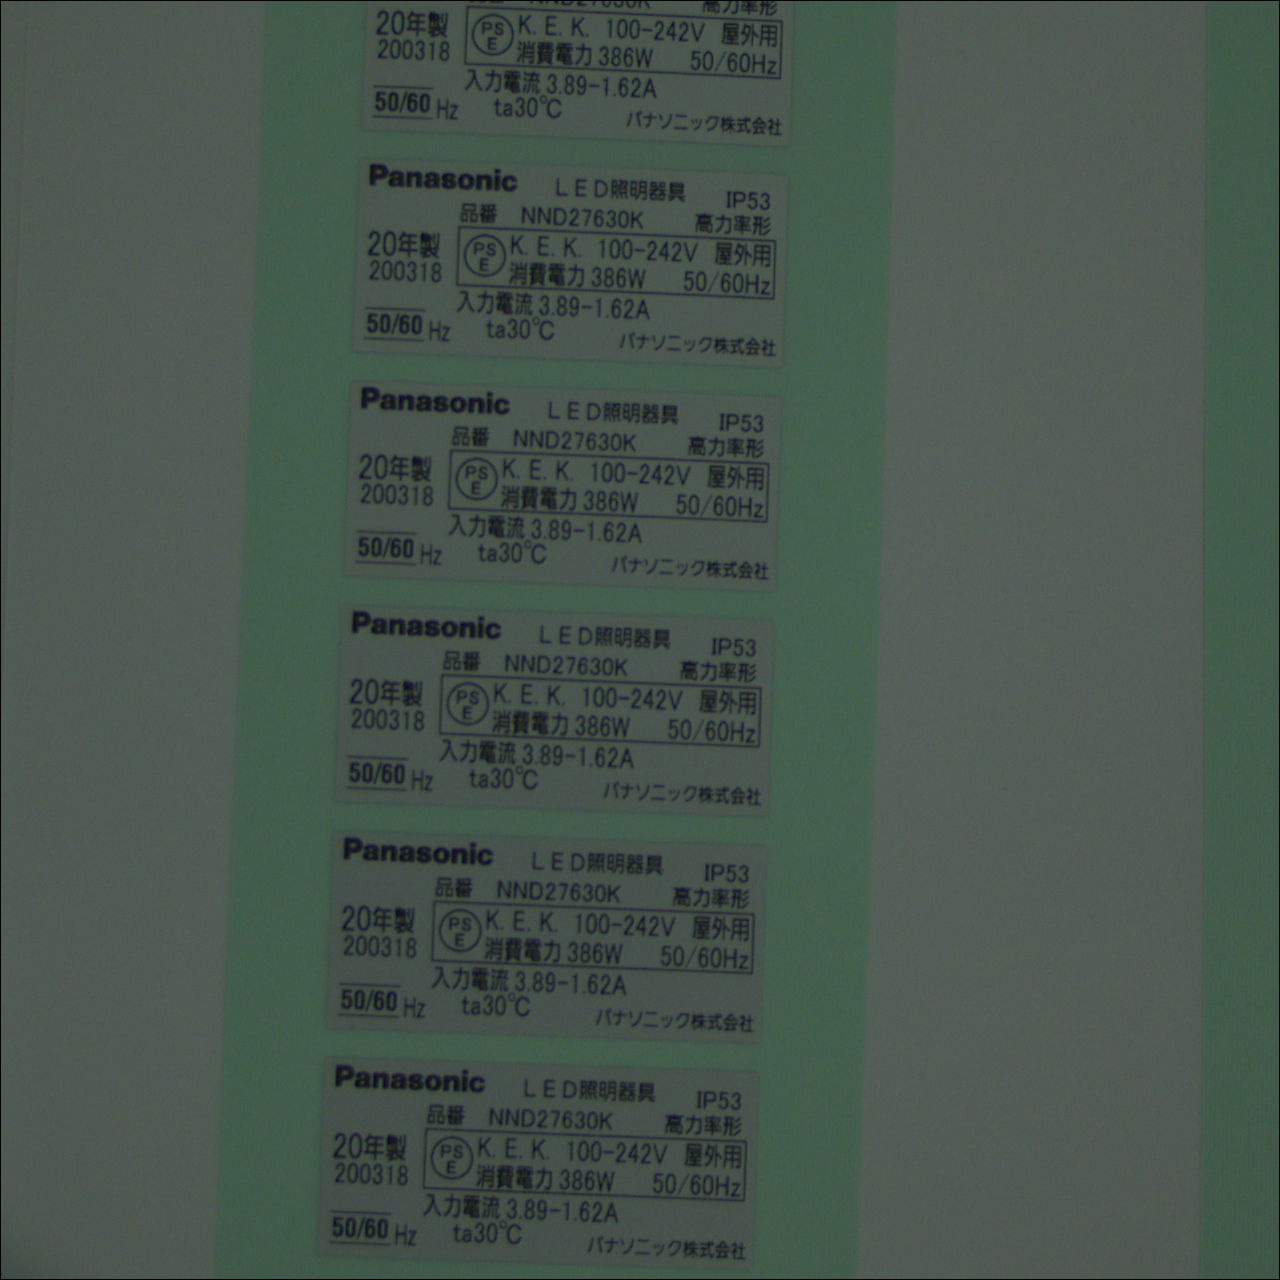 品番 NND27630K 高力率形
20年製 PSE K. E. K. 100-242V 屋外用
200318 消費電力 386W 50/60Hz
入力電流 3.89-1.62A
50/60 Hz ta30℃ パナソニック株式会社
Panasonic LED照明器具 IP53
品番 NND27630K 高力率形
20年製 PSE K. E. K. 100-242V 屋外用
200318 消費電力 386W 50/60Hz
入力電流 3.89-1.62A
50/60 Hz ta30℃ パナソニック株式会社
Panasonic LED照明器具 IP53
品番 NND27630K 高力率形
20年製 PSE K. E. K. 100-242V 屋外用
200318 消費電力 386W 50/60Hz
入力電流 3.89-1.62A
50/60 Hz ta30℃ パナソニック株式会社
Panasonic LED照明器具 IP53
品番 NND27630K 高力率形
20年製 PSE K. E. K. 100-242V 屋外用
200318 消費電力 386W 50/60Hz
入力電流 3.89-1.62A
50/60 Hz ta30℃ パナソニック株式会社
Panasonic LED照明器具 IP53
品番 NND27630K 高力率形
20年製 PSE K. E. K. 100-242V 屋外用
200318 消費電力 386W 50/60Hz
入力電流 3.89-1.62A
50/60 Hz ta30℃ パナソニック株式会社
Panasonic LED照明器具 IP53
品番 NND27630K 高力率形
20年製 PSE K. E. K. 100-242V 屋外用
200318 消費電力 386W 50/60Hz
入力電流 3.89-1.62A
50/60 Hz ta30℃ パナソニック株式会社